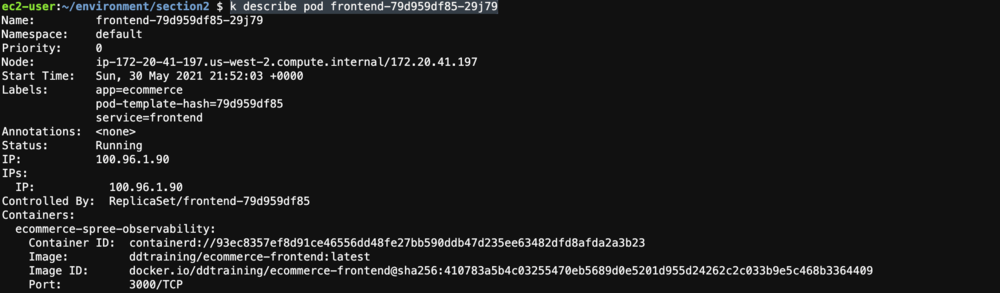 ec2-user:~/environment/section2 $ k describe pod frontend-79d959df85-29j79
Name:         frontend-79d959df85-29j79
Namespace:    default
Priority:     0
Node:         ip-172-20-41-197.us-west-2.compute.internal/172.20.41.197
Start Time:   Sun, 30 May 2021 21:52:03 +0000
Labels:       app=ecommerce
              pod-template-hash=79d959df85
              service=frontend
Annotations:  <none>
Status:       Running
IP:           100.96.1.90
IPs:
  IP:           100.96.1.90
Controlled By:  ReplicaSet/frontend-79d959df85
Containers:
  ecommerce-spree-observability:
    Container ID:  containerd://93ec8357ef8d91ce46556dd48fe27bb590ddb47d235ee63482dfd8afda2a3b23
    Image:         ddtraining/ecommerce-frontend:latest
    Image ID:      docker.io/ddtraining/ecommerce-frontend@sha256:410783a5b4c03255470eb5689d0e5201d955d24262c2c033b9e5c468b3364409
    Port:          3000/TCP